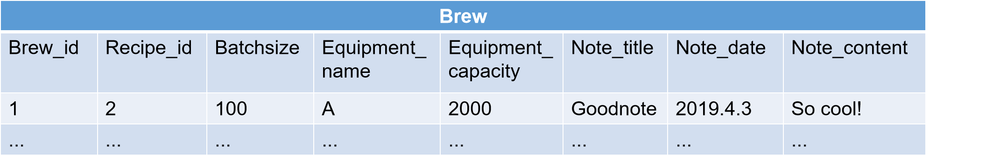 Brew
Brew_id Recipe_id Batchsize Equipment_name Equipment_capacity Note_title Note_date Note_content
1 2 100 A 2000 Goodnote 2019.4.3 So cool!
... ... ... ... ... ... ... ...